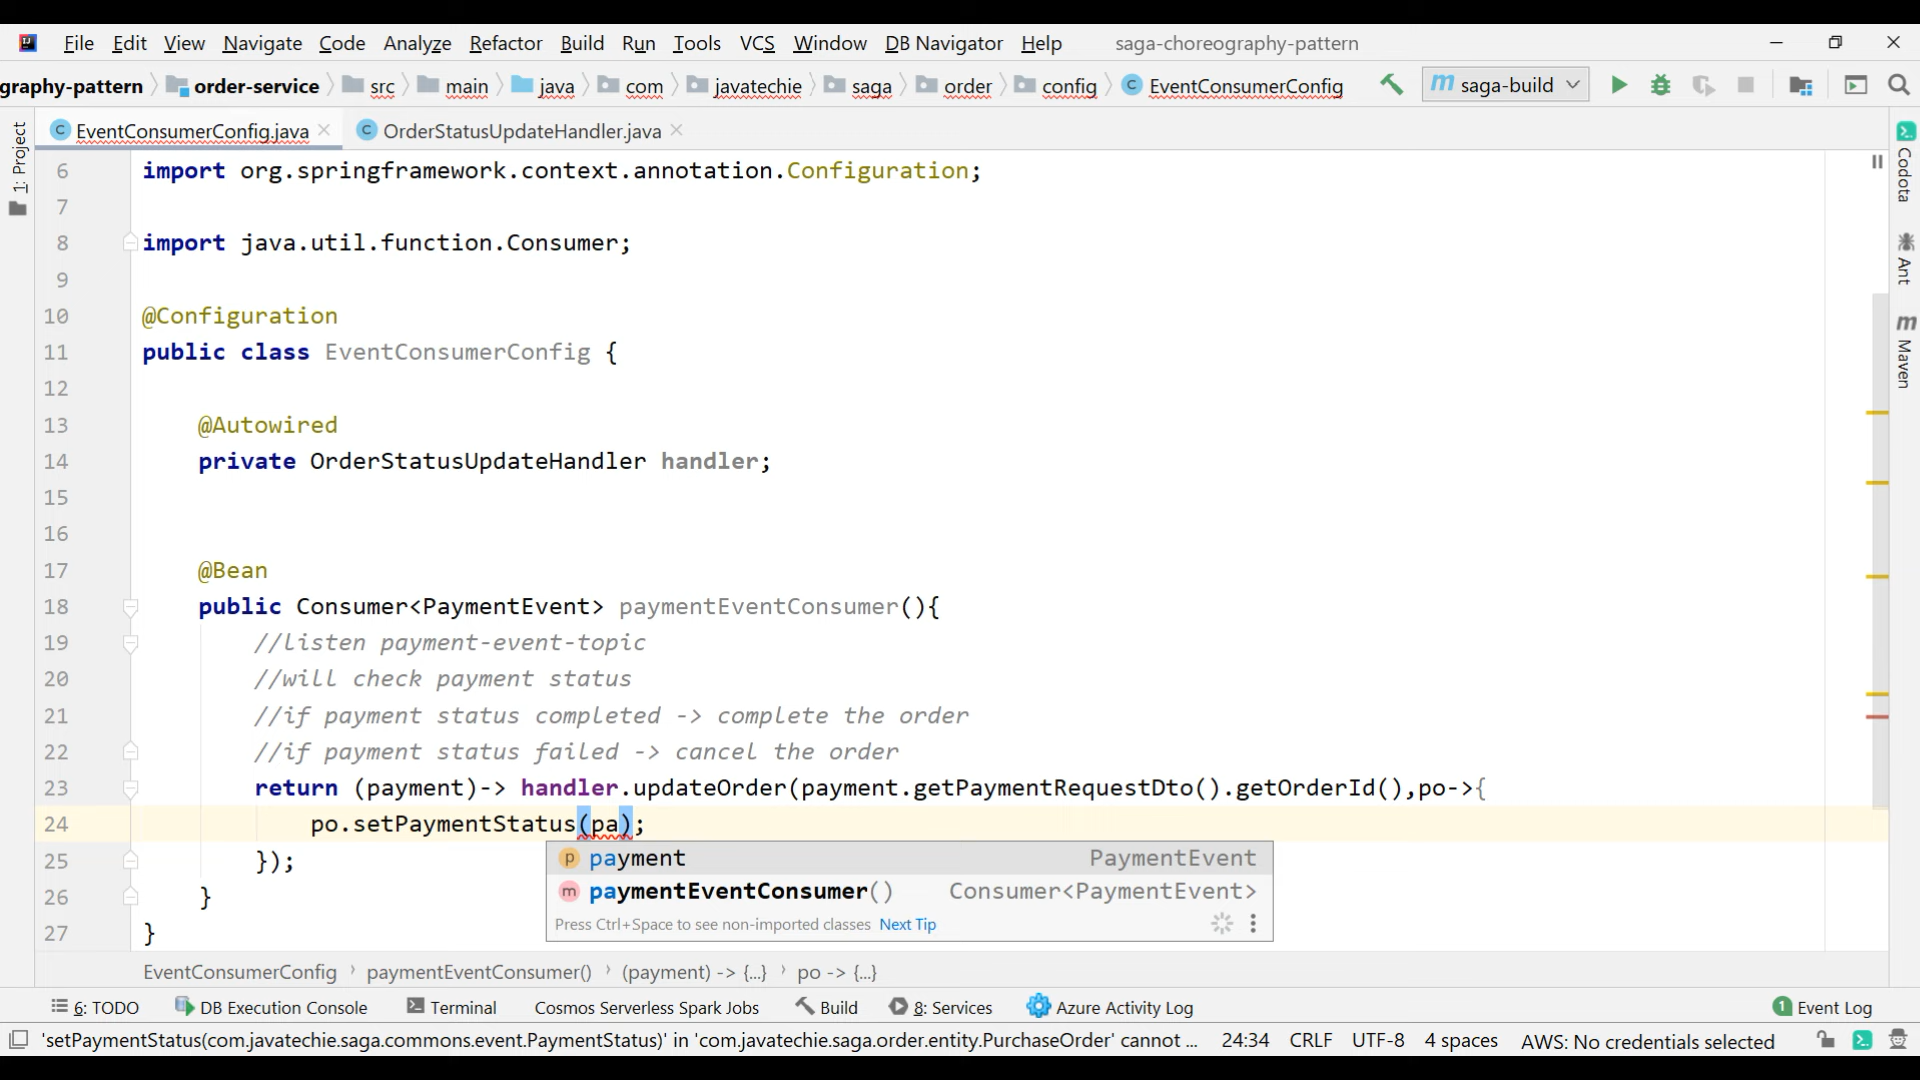 File Edit View Navigate Code Analyze Refactor Build Run Tools VCS Window DB Navigator Help saga-choreography-pattern
graphy-pattern order-service src main java com javatechie saga order config EventConsumerConfig saga-build
EventConsumerConfig.java OrderStatusUpdateHandler.java
1: Project
6 import org.springframework.context.annotation.Configuration;
7
8 import java.util.function.Consumer;
9
10 @Configuration
11 public class EventConsumerConfig {
12
13 @Autowired
14 private OrderStatusUpdateHandler handler;
15
16
17 @Bean
18 public Consumer<PaymentEvent> paymentEventConsumer(){
19 //listen payment-event-topic
20 //will check payment status
21 //if payment status completed -> complete the order
22 //if payment status failed -> cancel the order
23 return (payment)-> handler.updateOrder(payment.getPaymentRequestDto().getOrderId(),po->{
24 po.setPaymentStatus(pa);
25 });
26 }
27 }
payment PaymentEvent
paymentEventConsumer() Consumer<PaymentEvent>
Press Ctrl+Space to see non-imported classes Next Tip
Codota
Ant
Maven
EventConsumerConfig › paymentEventConsumer() › (payment) -> {...} › po -> {...}
6: TODO DB Execution Console Terminal Cosmos Serverless Spark Jobs Build 8: Services Azure Activity Log 1 Event Log
'setPaymentStatus(com.javatechie.saga.commons.event.PaymentStatus)' in 'com.javatechie.saga.order.entity.PurchaseOrder' cannot ... 24:34 CRLF UTF-8 4 spaces AWS: No credentials selected